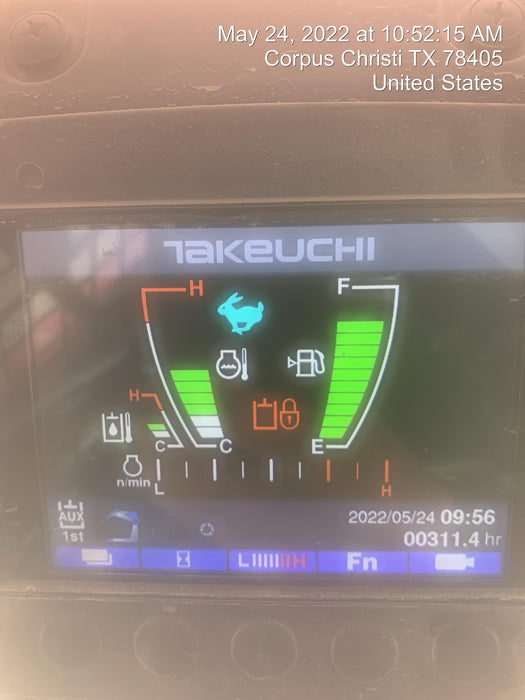 May 24, 2022 at 10:52:15 AM
Corpus Christi TX 78405
United States
TAKEUCHI
H F
H
C C E
n/min L H
AUX
1st
2022/05/24 09:56
00311.4 hr
L H Fn